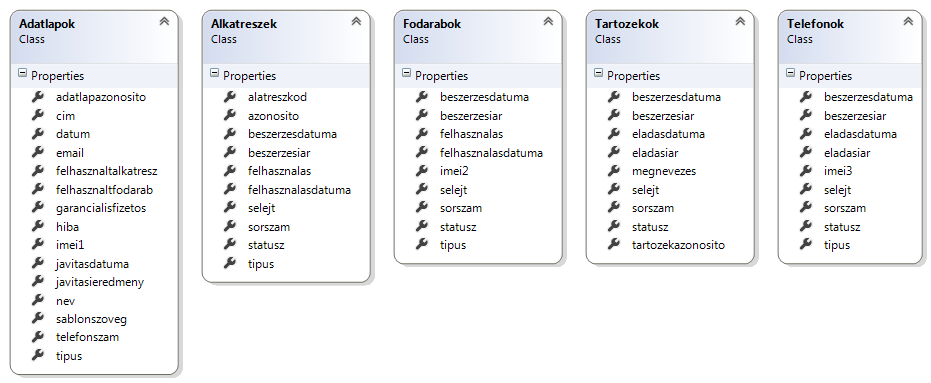 Adatlapok
Class
Properties
adatlapazonosito
cim
datum
email
felhasznaltalkatresz
felhasznaltfodarab
garancialisfizetos
hiba
imei1
javitasdatuma
javitasieredmeny
nev
sablonszoveg
telefonszam
tipus
Alkatreszek
Class
Properties
alatreszkod
azonosito
beszerzesdatuma
beszerzesiar
felhasznalas
felhasznalasdatuma
selejt
sorszam
statusz
tipus
Fodarabok
Class
Properties
beszerzesdatuma
beszerzesiar
felhasznalas
felhasznalasdatuma
imei2
selejt
sorszam
statusz
tipus
Tartozekok
Class
Properties
beszerzesdatuma
beszerzesiar
eladasdatuma
eladasiar
megnevezes
selejt
sorszam
statusz
tartozekazonosito
Telefonok
Class
Properties
beszerzesdatuma
beszerzesiar
eladasdatuma
eladasiar
imei3
selejt
sorszam
statusz
tipus